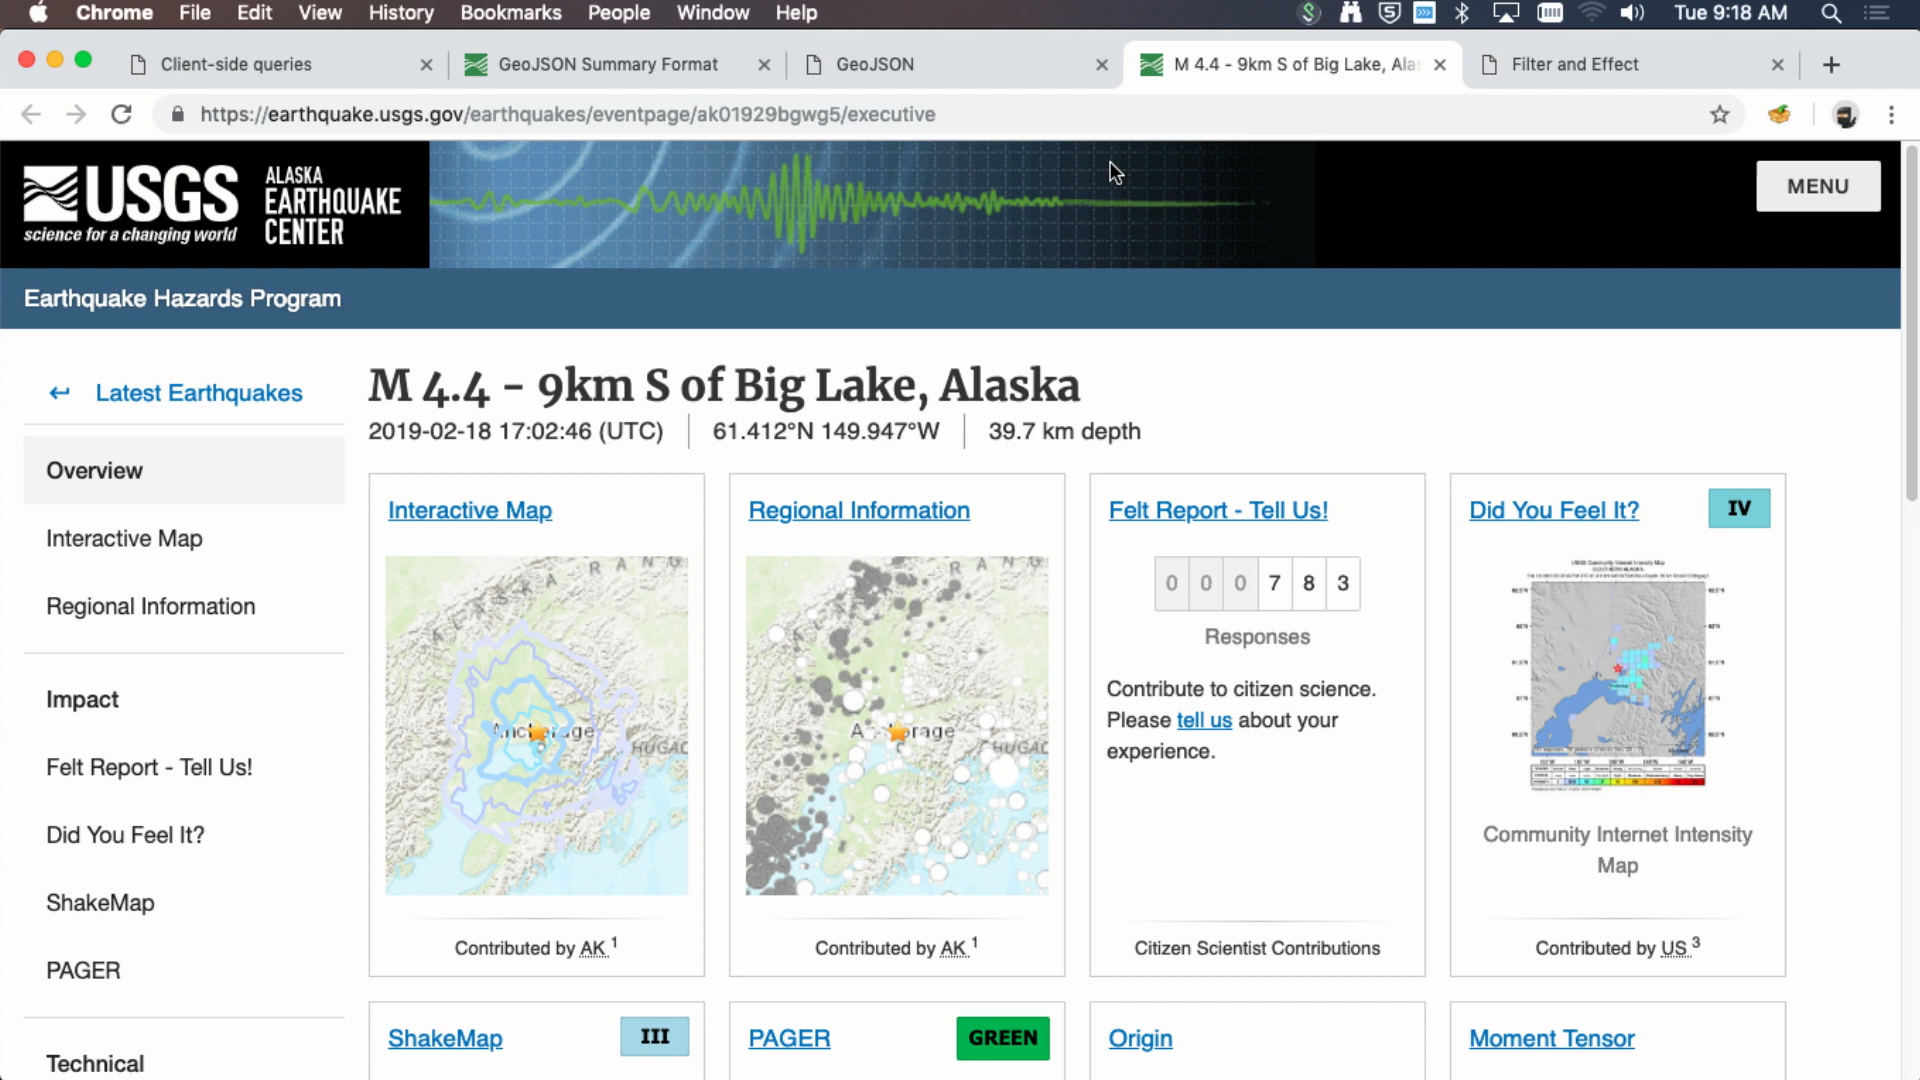 Chrome File Edit View History Bookmarks People Window Help Tue 9:18 AM
Client-side queries GeoJSON Summary Format GeoJSON M 4.4 - 9km S of Big Lake, Alas Filter and Effect
https://earthquake.usgs.gov/earthquakes/eventpage/ak01929bgwg5/executive
USGS
science for a changing world
ALASKA
EARTHQUAKE
CENTER
MENU
Earthquake Hazards Program
Latest Earthquakes
Overview
Interactive Map
Regional Information
Impact
Felt Report - Tell Us!
Did You Feel It?
ShakeMap
PAGER
Technical
M 4.4 - 9km S of Big Lake, Alaska
2019-02-18 17:02:46 (UTC) 61.412°N 149.947°W 39.7 km depth
Interactive Map
Contributed by AK 1
Regional Information
Contributed by AK 1
Felt Report - Tell Us!
0 0 0 7 8 3
Responses
Contribute to citizen science.
Please tell us about your
experience.
Citizen Scientist Contributions
Did You Feel It? IV
Community Internet Intensity
Map
Contributed by US 3
ShakeMap III
PAGER GREEN
Origin
Moment Tensor